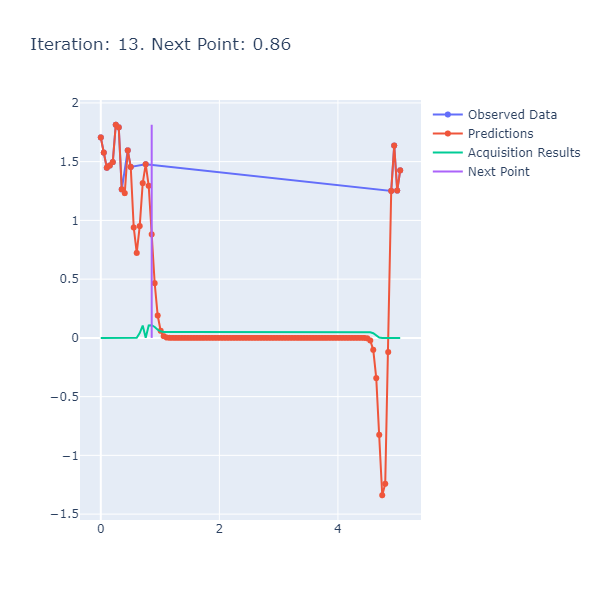 Iteration: 13. Next Point: 0.86
Observed Data
Predictions
Acquisition Results
Next Point
2
1.5
1
0.5
0
−0.5
−1
−1.5
0
2
4